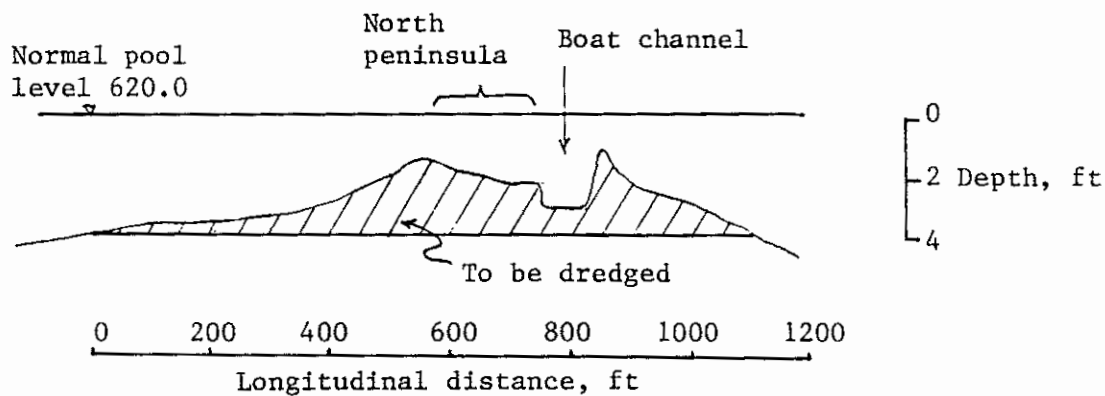 North
peninsula
Boat channel
Normal pool
level 620.0
0
2 Depth, ft
4
To be dredged
0 200 400 600 800 1000 1200
Longitudinal distance, ft